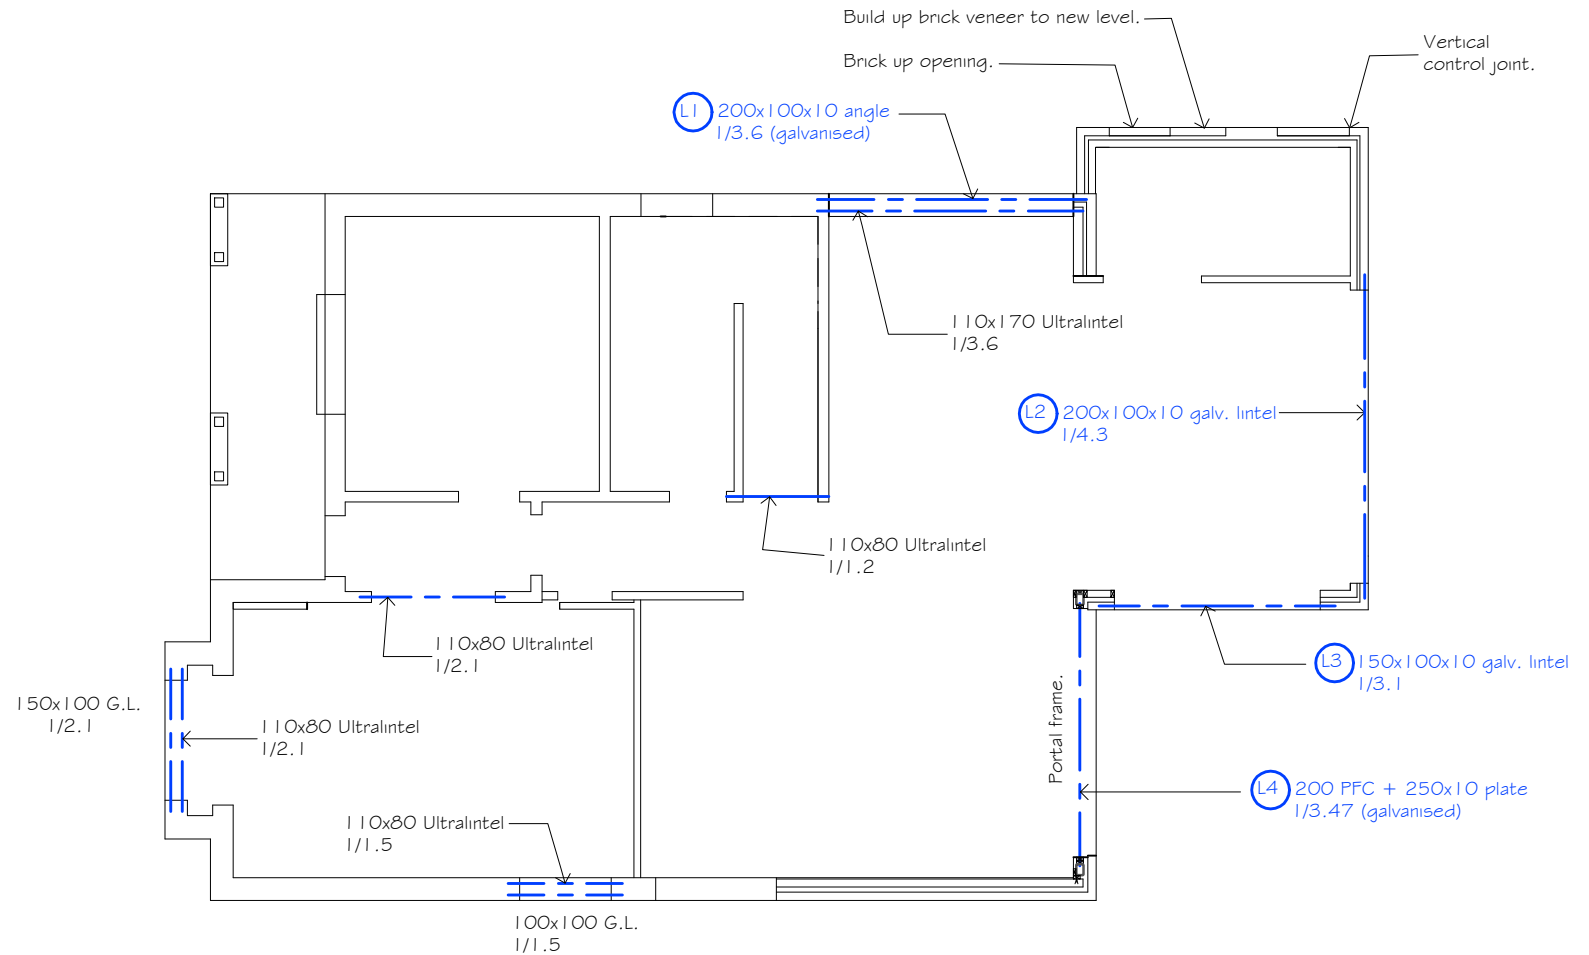 Build up brick veneer to new level.
Brick up opening.
Vertical
control joint.
L1 200x100x10 angle
1/3.6 (galvanised)
110x170 Ultralintel
1/3.6
L2 200x100x10 galv. lintel
1/4.3
110x80 Ultralintel
1/1.2
110x80 Ultralintel
1/2.1
L3 150x100x10 galv. lintel
1/3.1
150x100 G.L.
1/2.1
110x80 Ultralintel
1/2.1
Portal frame.
L4 200 PFC + 250x10 plate
1/3.47 (galvanised)
110x80 Ultralintel
1/1.5
100x100 G.L.
1/1.5